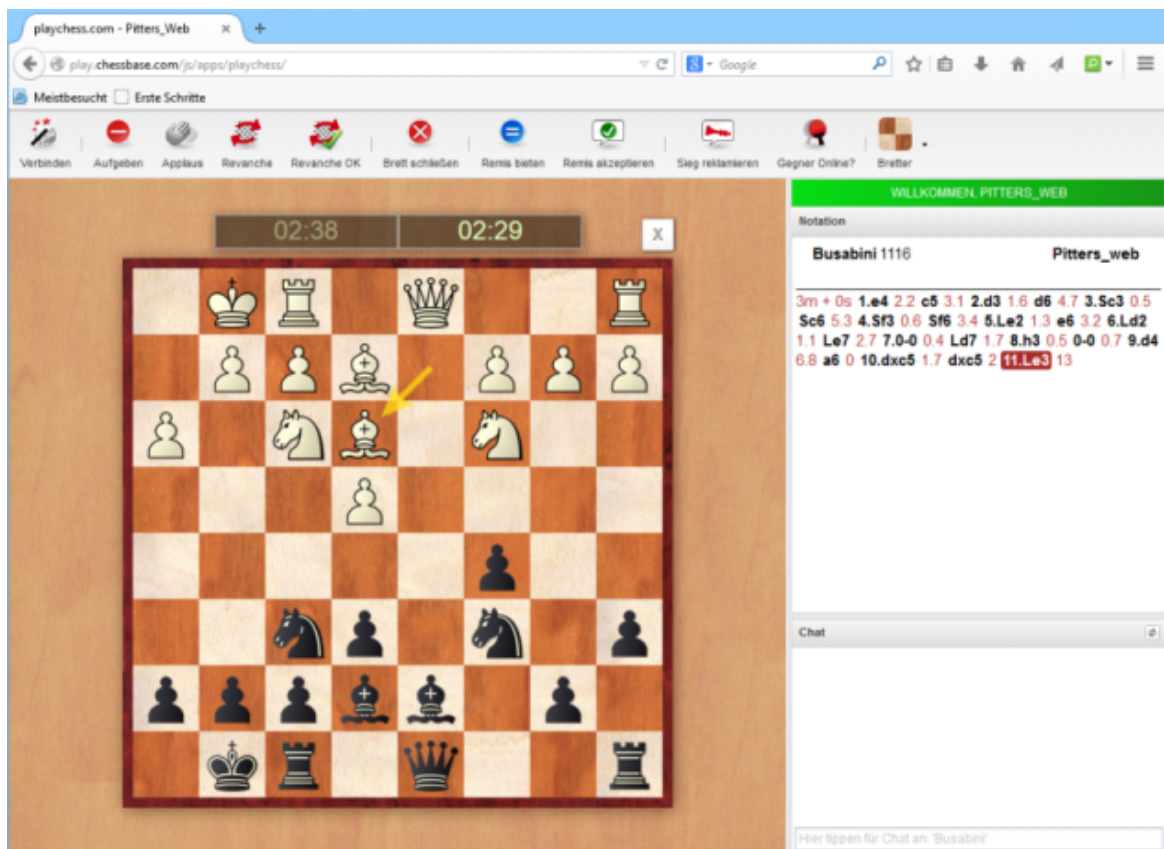 playchess.com - Pitters_Web
play.chessbase.com/js/apps/playchess/
Google
Meistbesucht Erste Schritte
Verbinden Aufgeben Applaus Revanche Revanche OK Brett schließen Remis bieten Remis akzeptieren Sieg reklamieren Gegner Online? Bretter
WILLKOMMEN, PITTERS_WEB
Notation
02:38 02:29 X
Busabini 1116 Pitters_web
3m + 0s 1.e4 2.2 c5 3.1 2.d3 1.6 d6 4.7 3.Sc3 0.5
Sc6 5.3 4.Sf3 0.6 Sf6 3.4 5.Le2 1.3 e6 3.2 6.Ld2
1.1 Le7 2.7 7.0-0 0.4 Ld7 1.7 8.h3 0.5 0-0 0.7 9.d4
6.8 a6 0 10.dxc5 1.7 dxc5 2 11.Le3 13
Chat
Hier tippen für Chat an: 'Busabini'